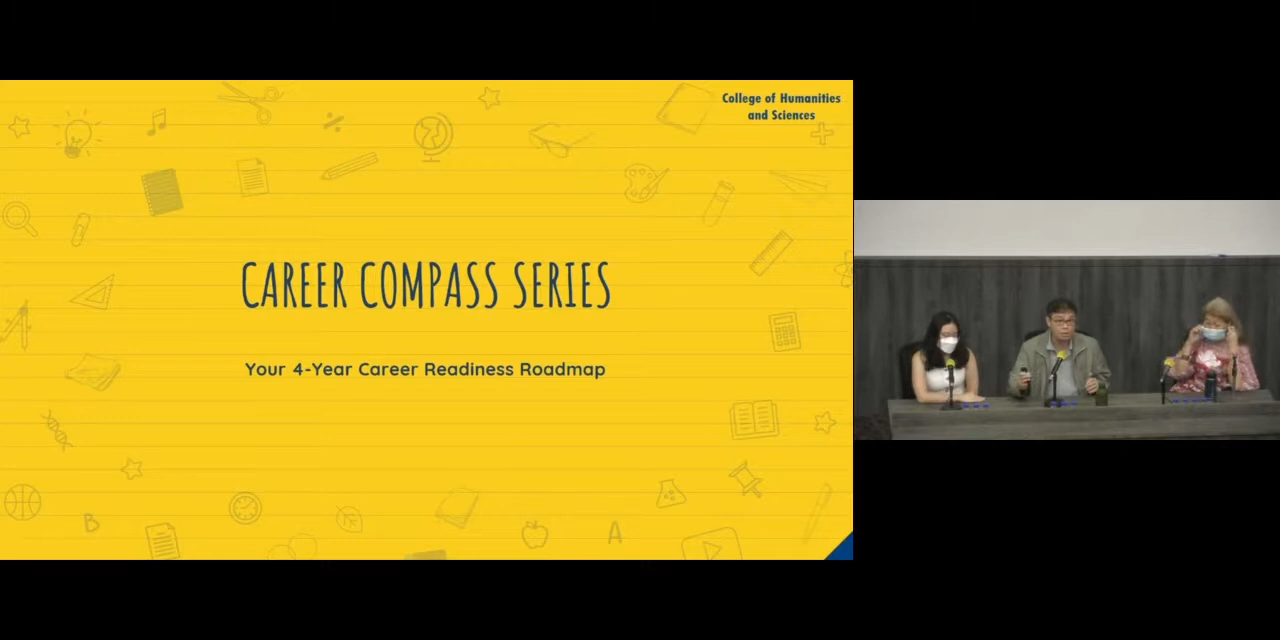 College of Humanities
and Sciences
CAREER COMPASS SERIES
Your 4-Year Career Readiness Roadmap
B
A